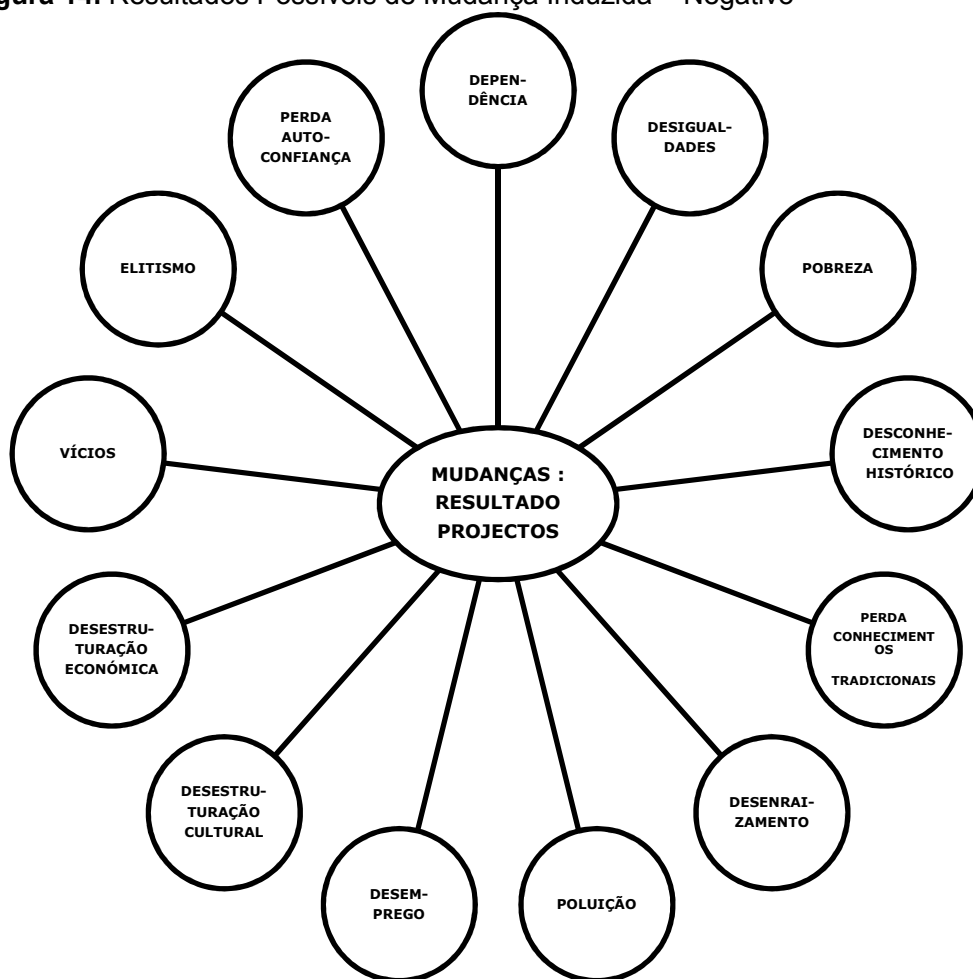 Resultados Possíveis de Mudança Induzida – Negativo
DEPEN-
DÊNCIA
PERDA
AUTO-
CONFIANÇA
DESIGUAL-
DADES
ELITISMO
POBREZA
VÍCIOS
DESCONHE-
CIMENTO
HISTÓRICO
MUDANÇAS :
RESULTADO
PROJECTOS
DESESTRU-
TURAÇÃO
ECONÓMICA
PERDA
CONHECIMENT
OS
TRADICIONAIS
DESESTRU-
TURAÇÃO
CULTURAL
DESENRAI-
ZAMENTO
DESEM-
PREGO
POLUIÇÃO